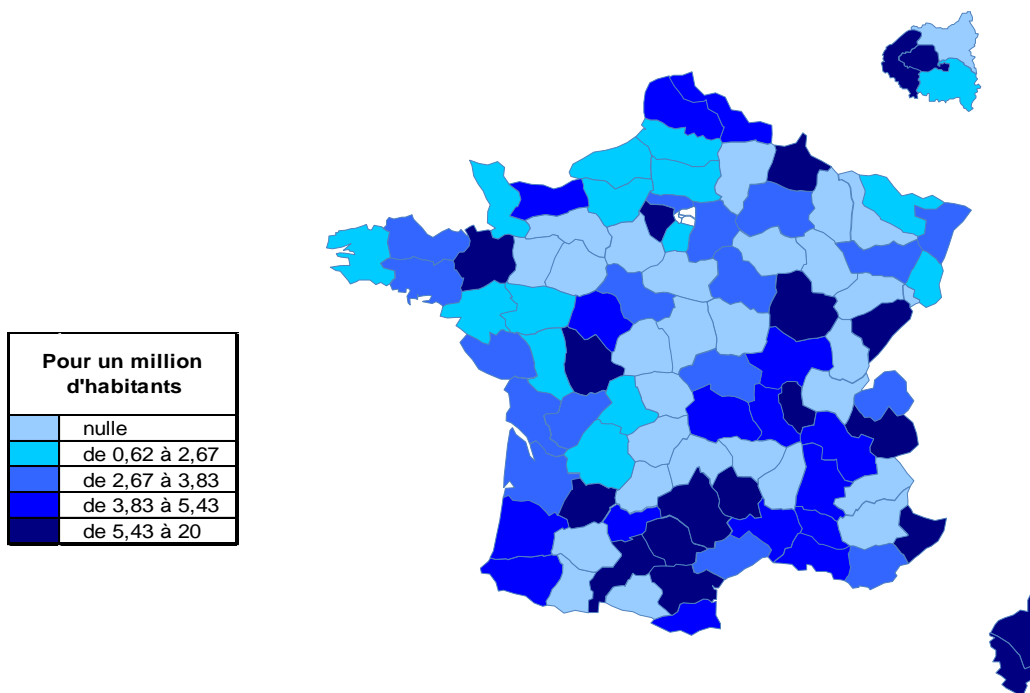 Pour un million
d'habitants
nulle
de 0,62 à 2,67
de 2,67 à 3,83
de 3,83 à 5,43
de 5,43 à 20